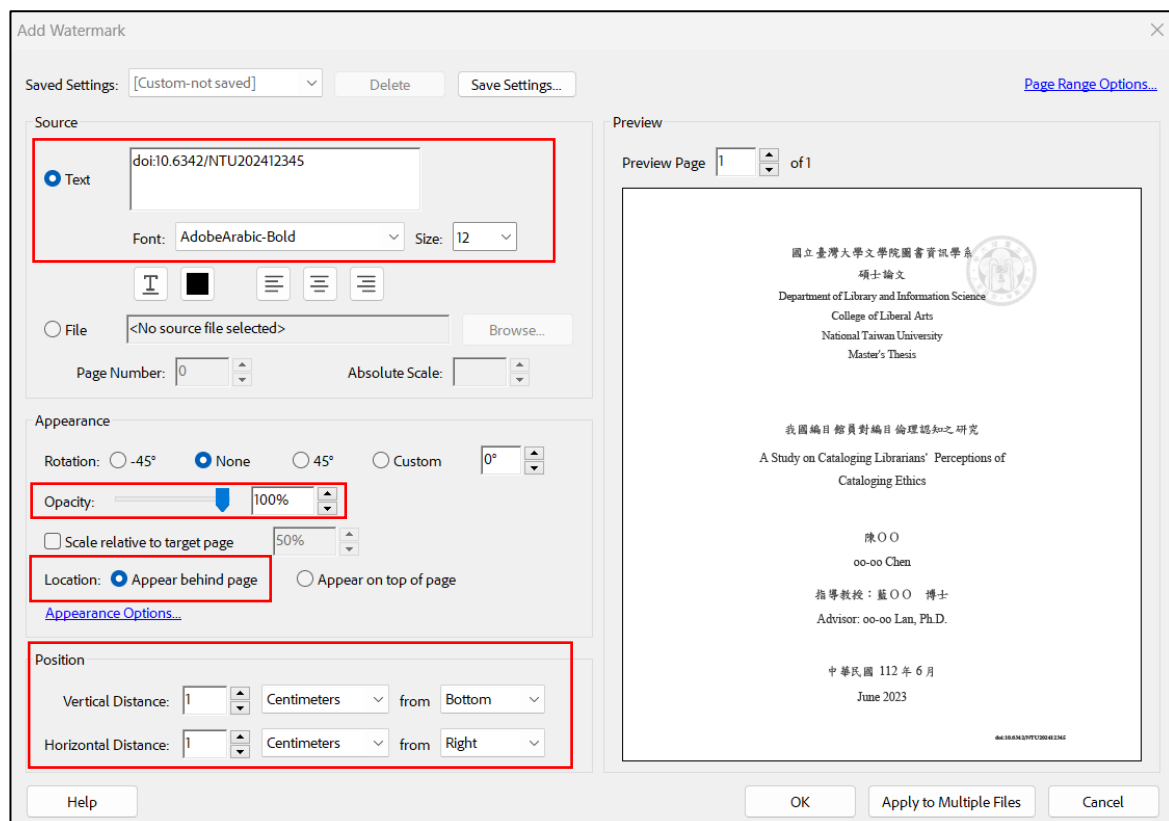 Add Watermark
Saved Settings: [Custom-not saved] Delete Save Settings... Page Range Options...
Source
Text doi:10.6342/NTU202412345
Font: AdobeArabic-Bold Size: 12
T
File <No source file selected> Browse...
Page Number: 0 Absolute Scale:
Appearance
Rotation: -45° None 45° Custom 0°
Opacity: 100%
Scale relative to target page 50%
Location: Appear behind page Appear on top of page
Appearance Options...
Position
Vertical Distance: 1 Centimeters from Bottom
Horizontal Distance: 1 Centimeters from Right
Preview
Preview Page 1 of 1
國立臺灣大學文學院圖書資訊學系
碩士論文
Department of Library and Information Science
College of Liberal Arts
National Taiwan University
Master's Thesis
我國編目館員對編目倫理認知之研究
A Study on Cataloging Librarians' Perceptions of
Cataloging Ethics
陳○○
oo-oo Chen
指導教授：藍○○ 博士
Advisor: oo-oo Lan, Ph.D.
中華民國 112 年 6 月
June 2023
doi:10.6342/NTU202412345
Help OK Apply to Multiple Files Cancel